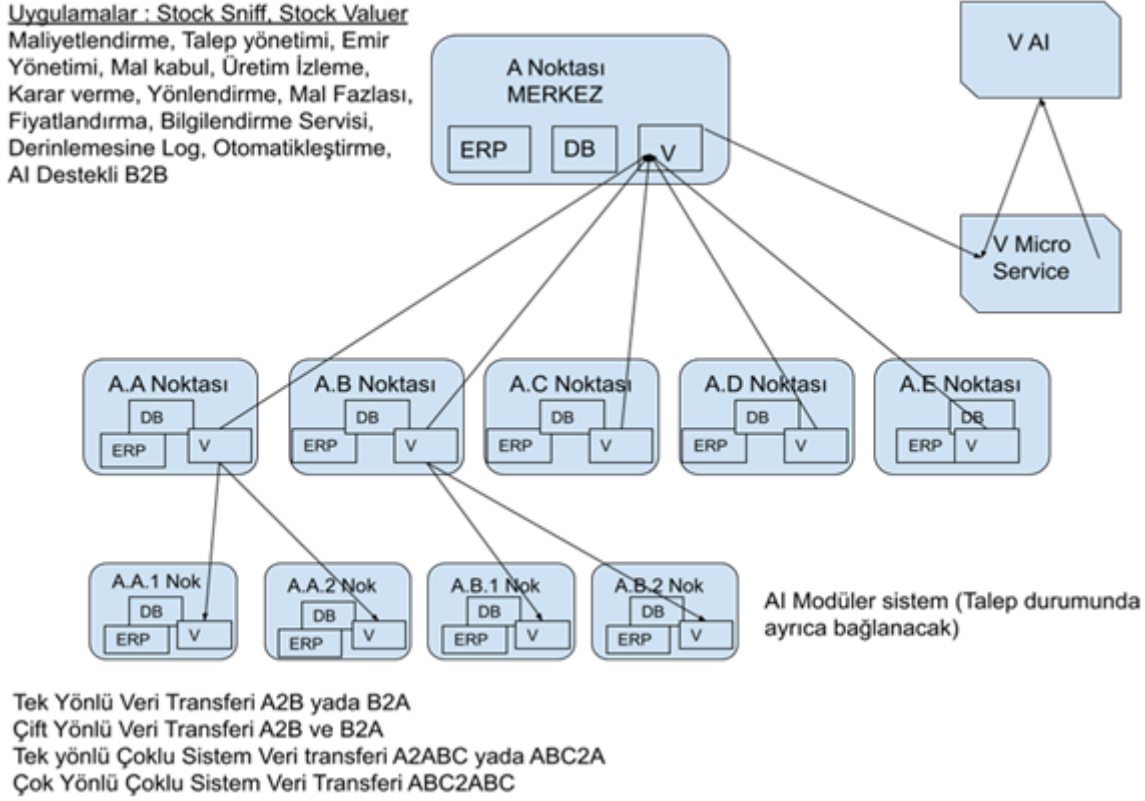 Uygulamalar : Stock Sniff, Stock Valuer
Maliyetlendirme, Talep yönetimi, Emir
Yönetimi, Mal kabul, Üretim İzleme,
Karar verme, Yönlendirme, Mal Fazlası,
Fiyatlandırma, Bilgilendirme Servisi,
Derinlemesine Log, Otomatikleştirme,
AI Destekli B2B
A Noktası
MERKEZ
ERP
DB
V
V AI
V Micro
Service
A.A Noktası
DB
ERP
V
A.B Noktası
DB
ERP
V
A.C Noktası
DB
ERP
V
A.D Noktası
DB
ERP
V
A.E Noktası
DB
ERP
V
A.A.1 Nok
DB
ERP
V
A.A.2 Nok
DB
ERP
V
A.B.1 Nok
DB
ERP
V
A.B.2 Nok
DB
ERP
V
AI Modüler sistem (Talep durumunda
ayrıca bağlanacak)
Tek Yönlü Veri Transferi A2B yada B2A
Çift Yönlü Veri Transferi A2B ve B2A
Tek yönlü Çoklu Sistem Veri transferi A2ABC yada ABC2A
Çok Yönlü Çoklu Sistem Veri Transferi ABC2ABC